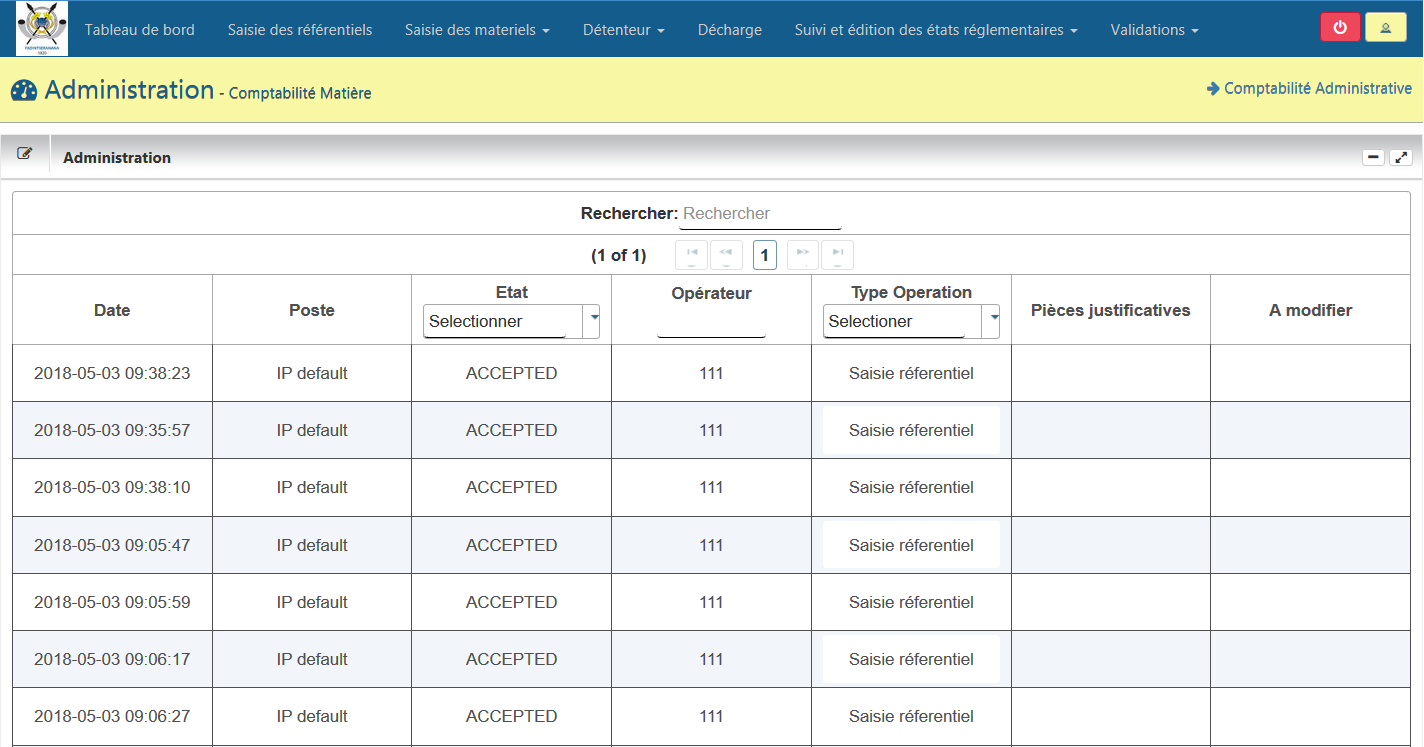 Tableau de bord Saisie des référentiels Saisie des materiels Détenteur Décharge Suivi et édition des états réglementaires Validations
Administration - Comptabilité Matière Comptabilité Administrative
Administration
Rechercher: Rechercher
(1 of 1) 1
Date Poste Etat Opérateur Type Operation Pièces justificatives A modifier
Selectionner Selectioner
2018-05-03 09:38:23 IP default ACCEPTED 111 Saisie réferentiel
2018-05-03 09:35:57 IP default ACCEPTED 111 Saisie réferentiel
2018-05-03 09:38:10 IP default ACCEPTED 111 Saisie réferentiel
2018-05-03 09:05:47 IP default ACCEPTED 111 Saisie réferentiel
2018-05-03 09:05:59 IP default ACCEPTED 111 Saisie réferentiel
2018-05-03 09:06:17 IP default ACCEPTED 111 Saisie réferentiel
2018-05-03 09:06:27 IP default ACCEPTED 111 Saisie réferentiel